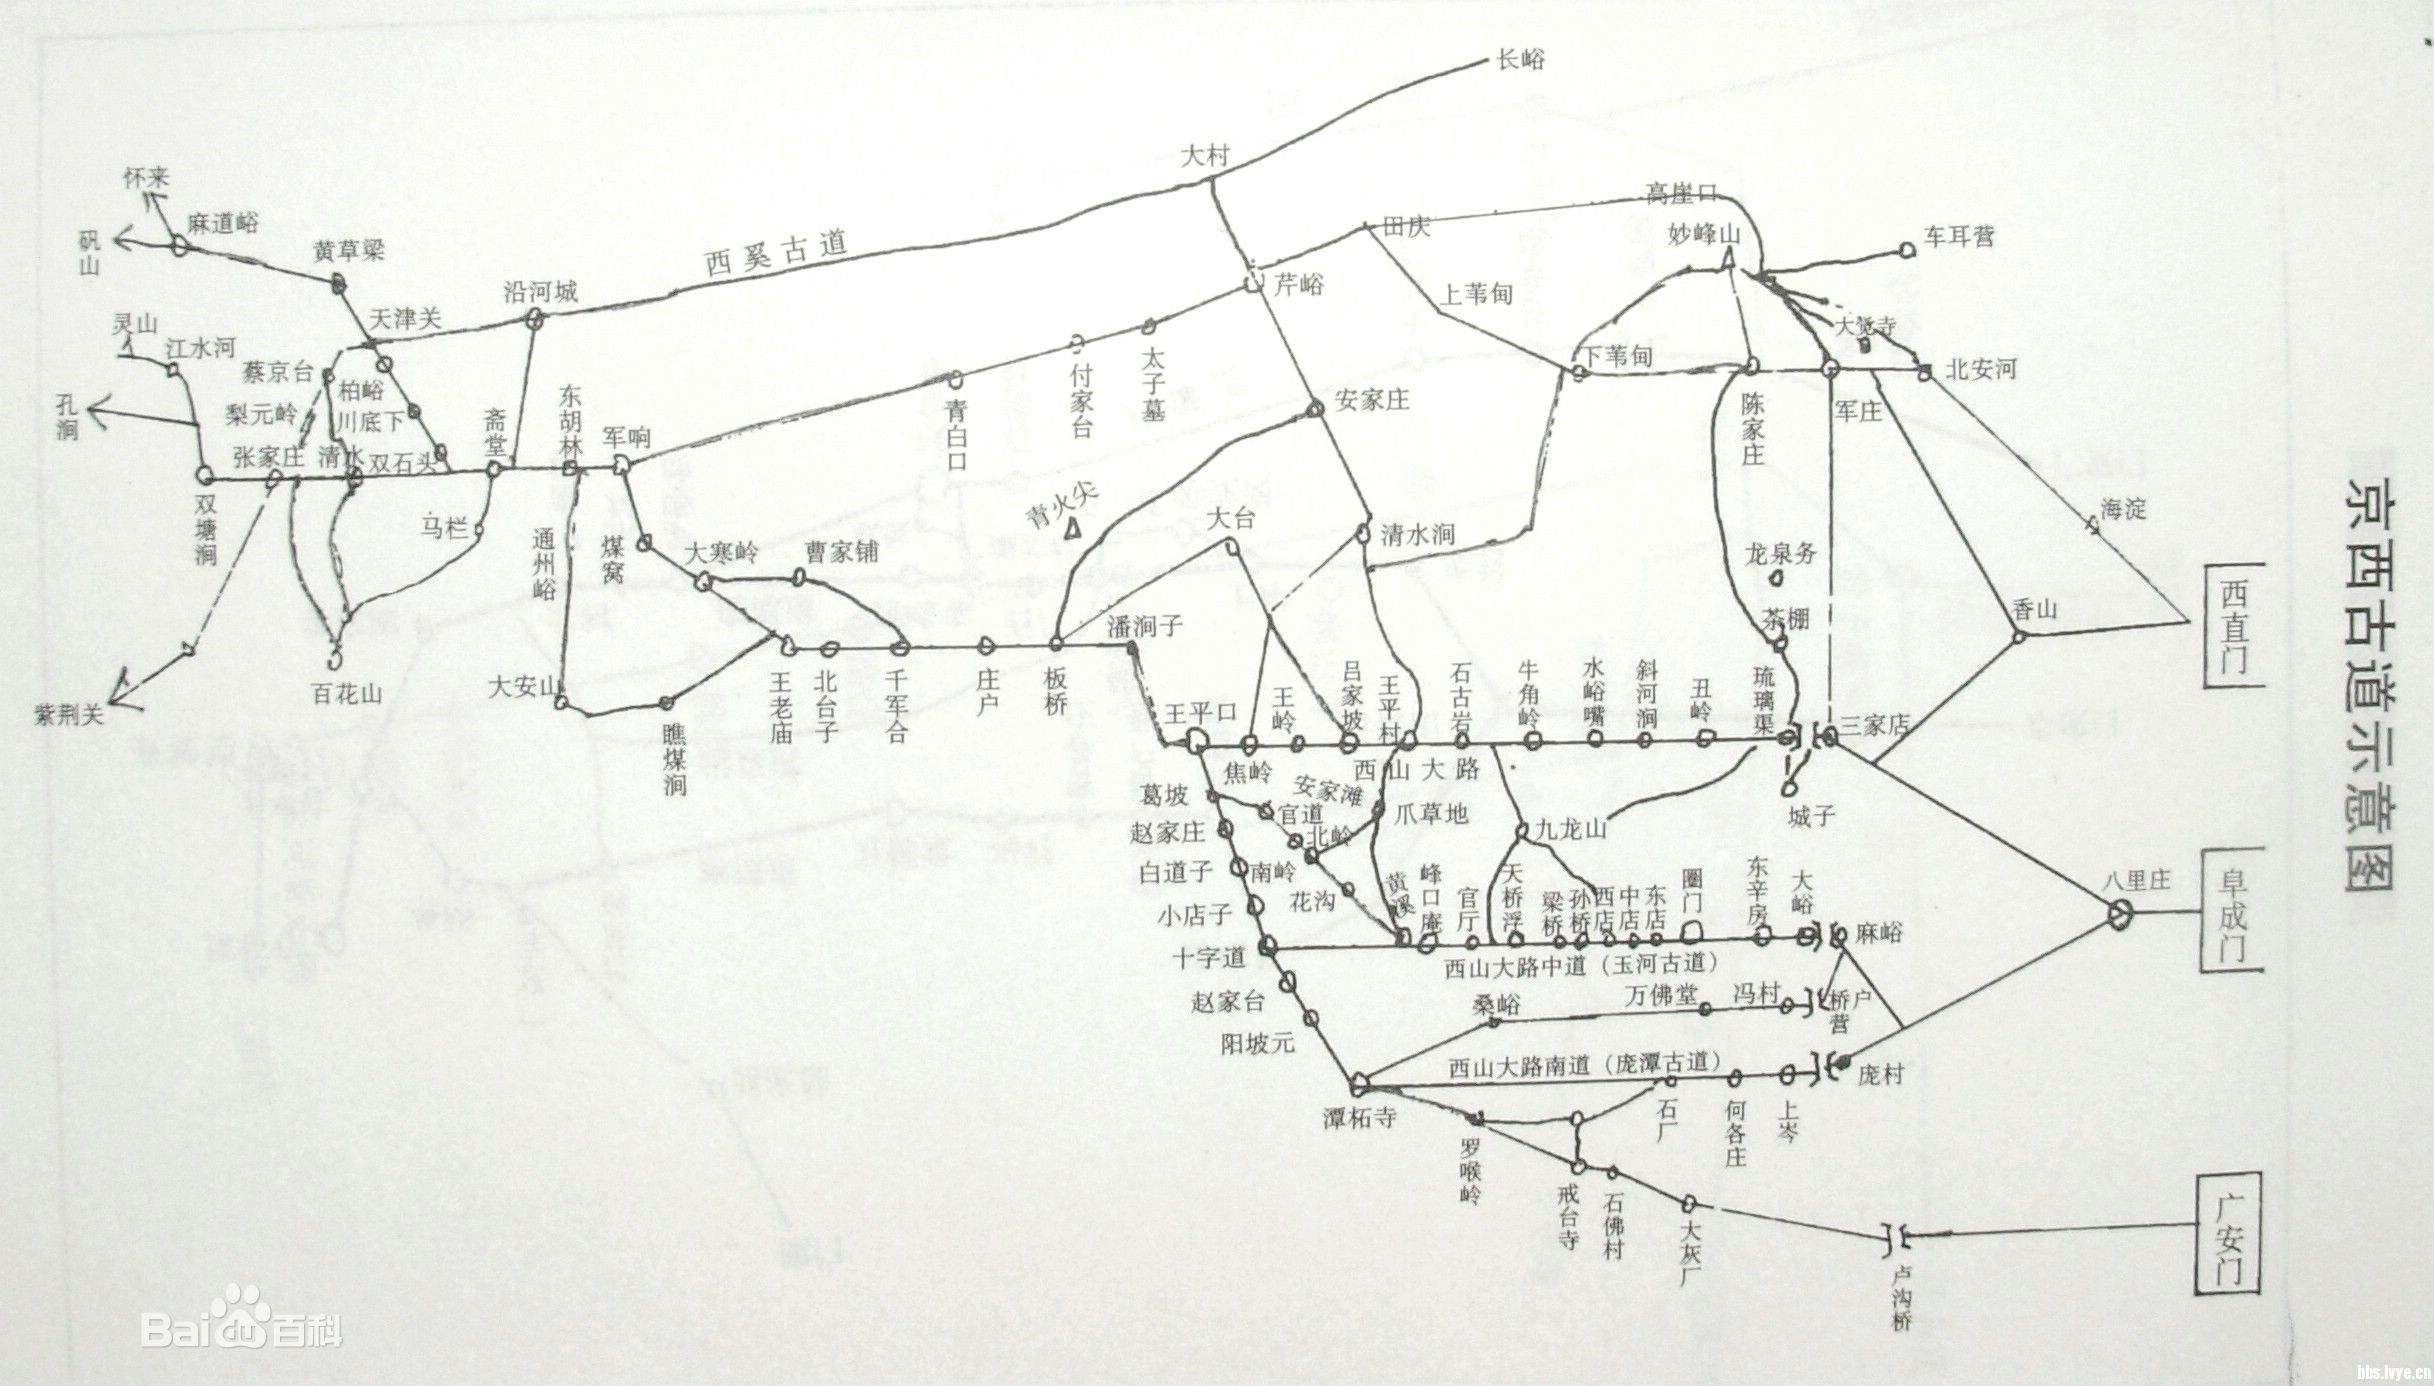 京西古道示意图
长峪
大村
怀来
麻道峪
矾山
黄草梁
西奚古道
高崖口
田庆
妙峰山
车耳营
沿河城
芹峪
上苇甸
天津关
灵山
江水河
大觉寺
蔡京台
柏峪
付家台
太子墓
下苇甸
北安河
孔涧
梨元岭
川底下
斋堂
东胡林
军响
青白口
安家庄
陈家庄
军庄
张家庄
清水
双石头
双塘涧
马栏
通州峪
煤窝
大寒岭
曹家铺
青火尖
大台
清水涧
海淀
龙泉务
西直门
茶棚
香山
潘涧子
紫荆关
百花山
大安山
瞧煤涧
王老庙
北台子
千军台
庄户
板桥
王平口
王岭
吕家坡
王平村
石古岩
牛角岭
水峪嘴
斜河涧
丑岭
琉璃渠
三家店
焦岭
西山大路
葛坡
官道
安家滩
爪草地
城子
赵家庄
北岭
九龙山
白道子
南岭
小店子
花沟
黄溪
峰口庵
官厅
天桥浮
梁桥
孙桥
西店
中店
东店
圈门
东辛房
大峪
麻峪
八里庄
阜成门
十字道
西山大路中道（玉河古道）
赵家台
桑峪
万佛堂
冯村
桥户营
阳坡元
西山大路南道（庞潭古道）
庞村
潭柘寺
罗喉岭
戒台寺
石佛村
石厂
何各庄
上岑
大灰厂
卢沟桥
广安门
Baidu百科
bbs.lvye.cn